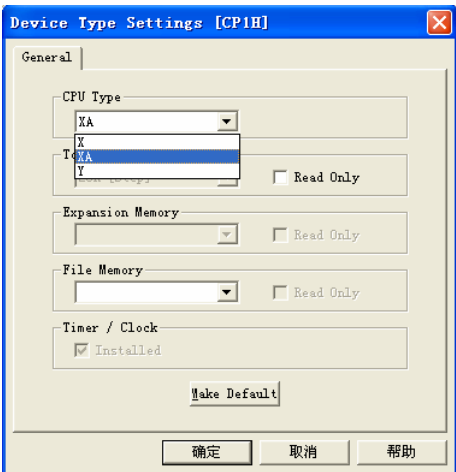 Device Type Settings [CP1H]
General
CPU Type
XA
X
XA
Y
Read Only
Expansion Memory
Read Only
File Memory
Read Only
Timer / Clock
Installed
Make Default
确定 取消 帮助